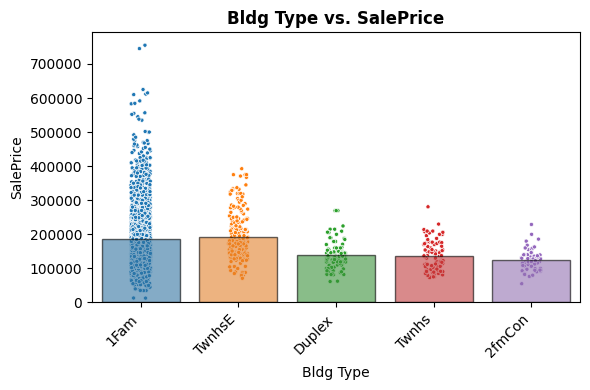 Bldg Type vs. SalePrice
SalePrice
700000
600000
500000
400000
300000
200000
100000
0
1Fam
TwnhsE
Duplex
Twnhs
2fmCon
Bldg Type